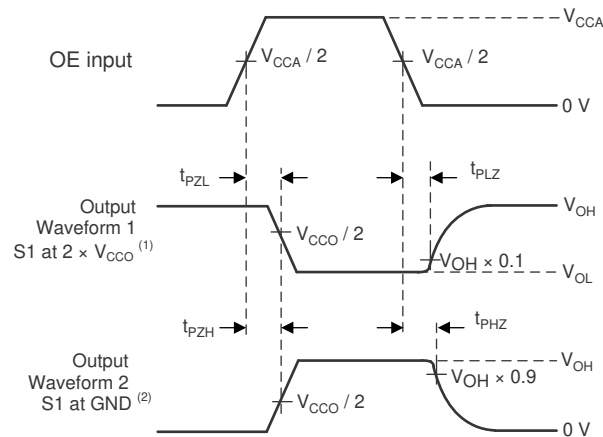 V_CCA
OE input
V_CCA / 2
V_CCA / 2
0 V
t_PZL
t_PLZ
Output
Waveform 1
S1 at 2 × V_CCO (1)
V_CCO / 2
V_OH
V_OH × 0.1
V_OL
t_PZH
t_PHZ
Output
Waveform 2
S1 at GND (2)
V_CCO / 2
V_OH
V_OH × 0.9
0 V